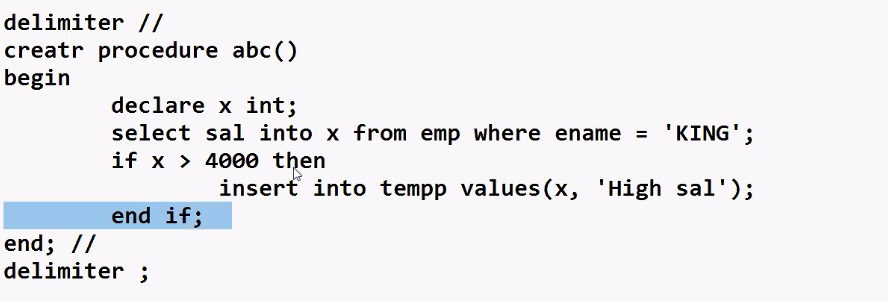 delimiter //
creatr procedure abc()
begin
declare x int;
select sal into x from emp where ename = 'KING';
if x > 4000 then
insert into tempp values(x, 'High sal');
end if;
end; //
delimiter ;